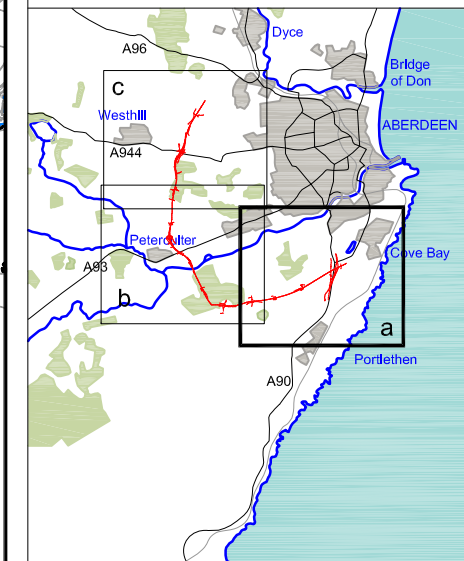 Dyce
A96
Bridge
of Don
c
Westhill
ABERDEEN
A944
Peterculter
Cove Bay
A93
b
a
Portlethen
A90